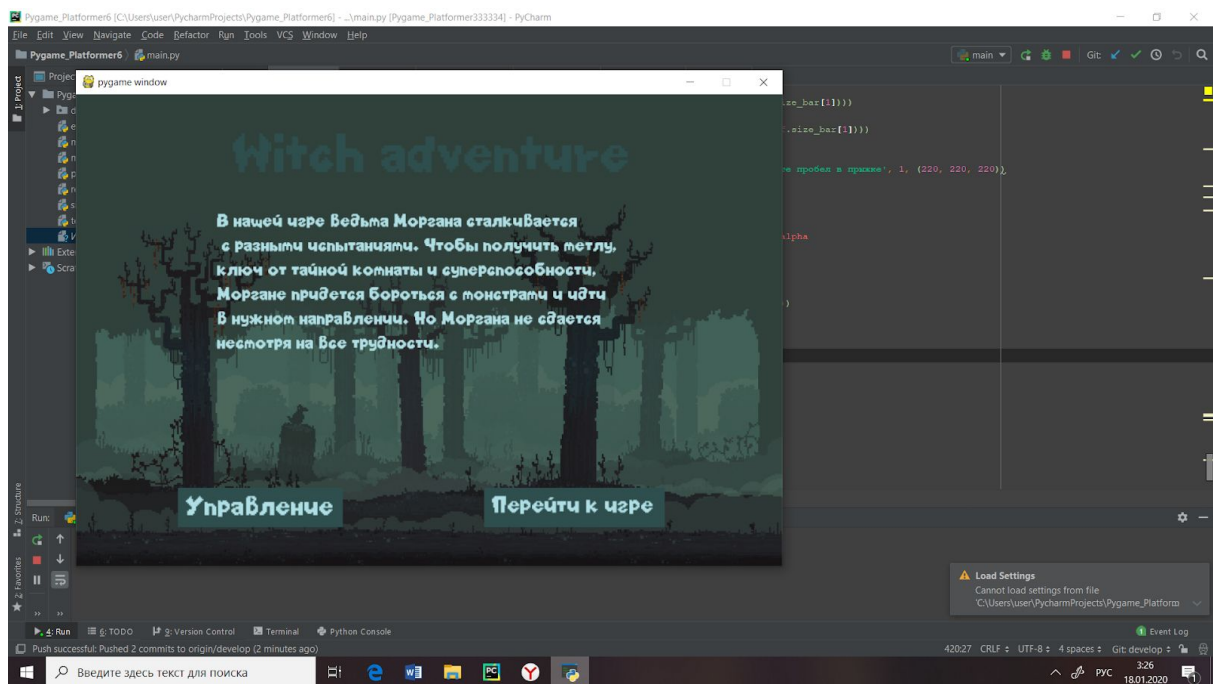 Pygame_Platformer6 [C:\Users\user\PycharmProjects\Pygame_Platformer6] - ...\main.py [Pygame_Platformer333334] - PyCharm
File Edit View Navigate Code Refactor Run Tools VCS Window Help
Pygame_Platformer6 main.py
main Git:
1: Project
pygame window
.size_bar[1])))
пробел в прыжке', 1, (220, 220, 220)),
alpha
Witch adventure
В нашей игре ведьма Моргана сталкивается
с разными испытаниями. Чтобы получить метлу,
ключ от тайной комнаты и суперспособности,
Моргане придется бороться с монстрами и идти
в нужном направлении. Но Моргана не сдается
несмотря на все трудности.
Управление
Перейти к игре
Z: Structure
2: Favorites
Run:
Load Settings
Cannot load settings from file
'C:\Users\user\PycharmProjects\Pygame_Platform
4: Run 6: TODO 9: Version Control Terminal Python Console
1 Event Log
Push successful: Pushed 2 commits to origin/develop (2 minutes ago)
420:27 CRLF UTF-8 4 spaces Git: develop
Введите здесь текст для поиска
РУС
3:26
18.01.2020